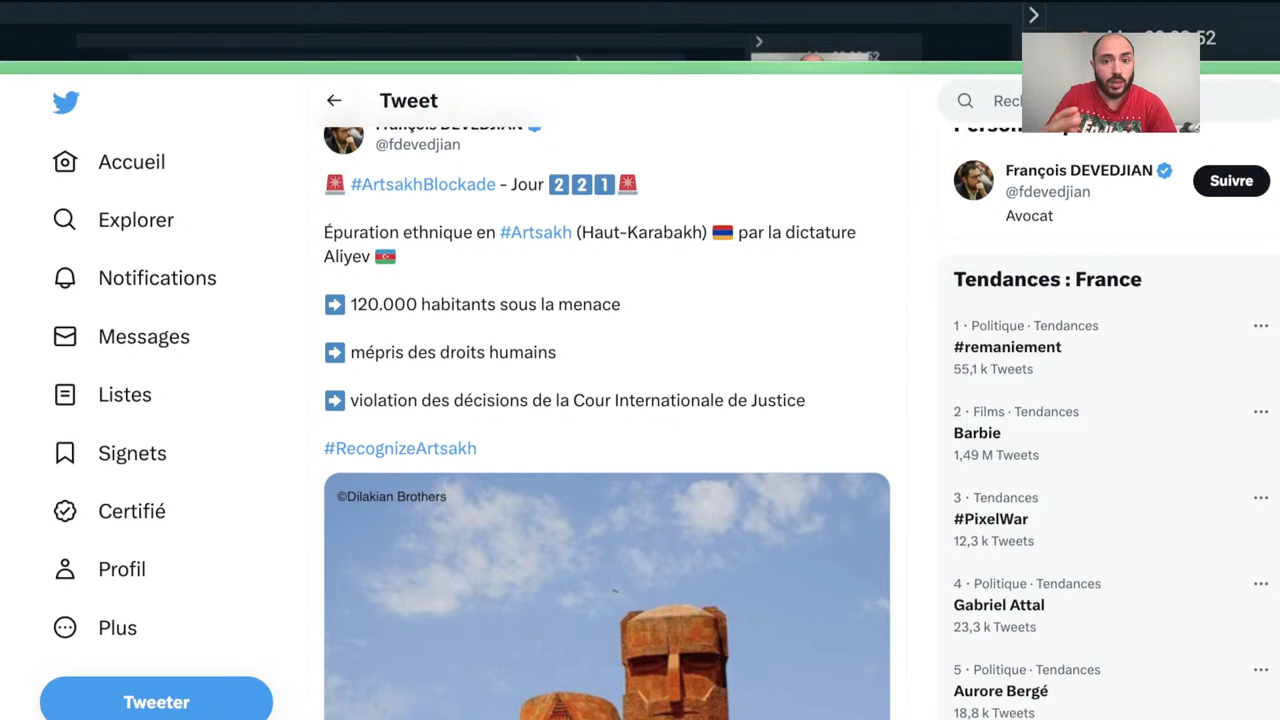 Accueil
Explorer
Notifications
Messages
Listes
Signets
Certifié
Profil
Plus
Tweeter
Tweet
François DEVEDJIAN
@fdevedjian
#ArtsakhBlockade - Jour 221
Épuration ethnique en #Artsakh (Haut-Karabakh) par la dictature
Aliyev
120.000 habitants sous la menace
mépris des droits humains
violation des décisions de la Cour Internationale de Justice
#RecognizeArtsakh
©Dilakian Brothers
François DEVEDJIAN
@fdevedjian
Suivre
Avocat
Tendances : France
1 · Politique · Tendances
#remaniement
55,1 k Tweets
2 · Films · Tendances
Barbie
1,49 M Tweets
3 · Tendances
#PixelWar
12,3 k Tweets
4 · Politique · Tendances
Gabriel Attal
23,3 k Tweets
5 · Politique · Tendances
Aurore Bergé
18,8 k Tweets